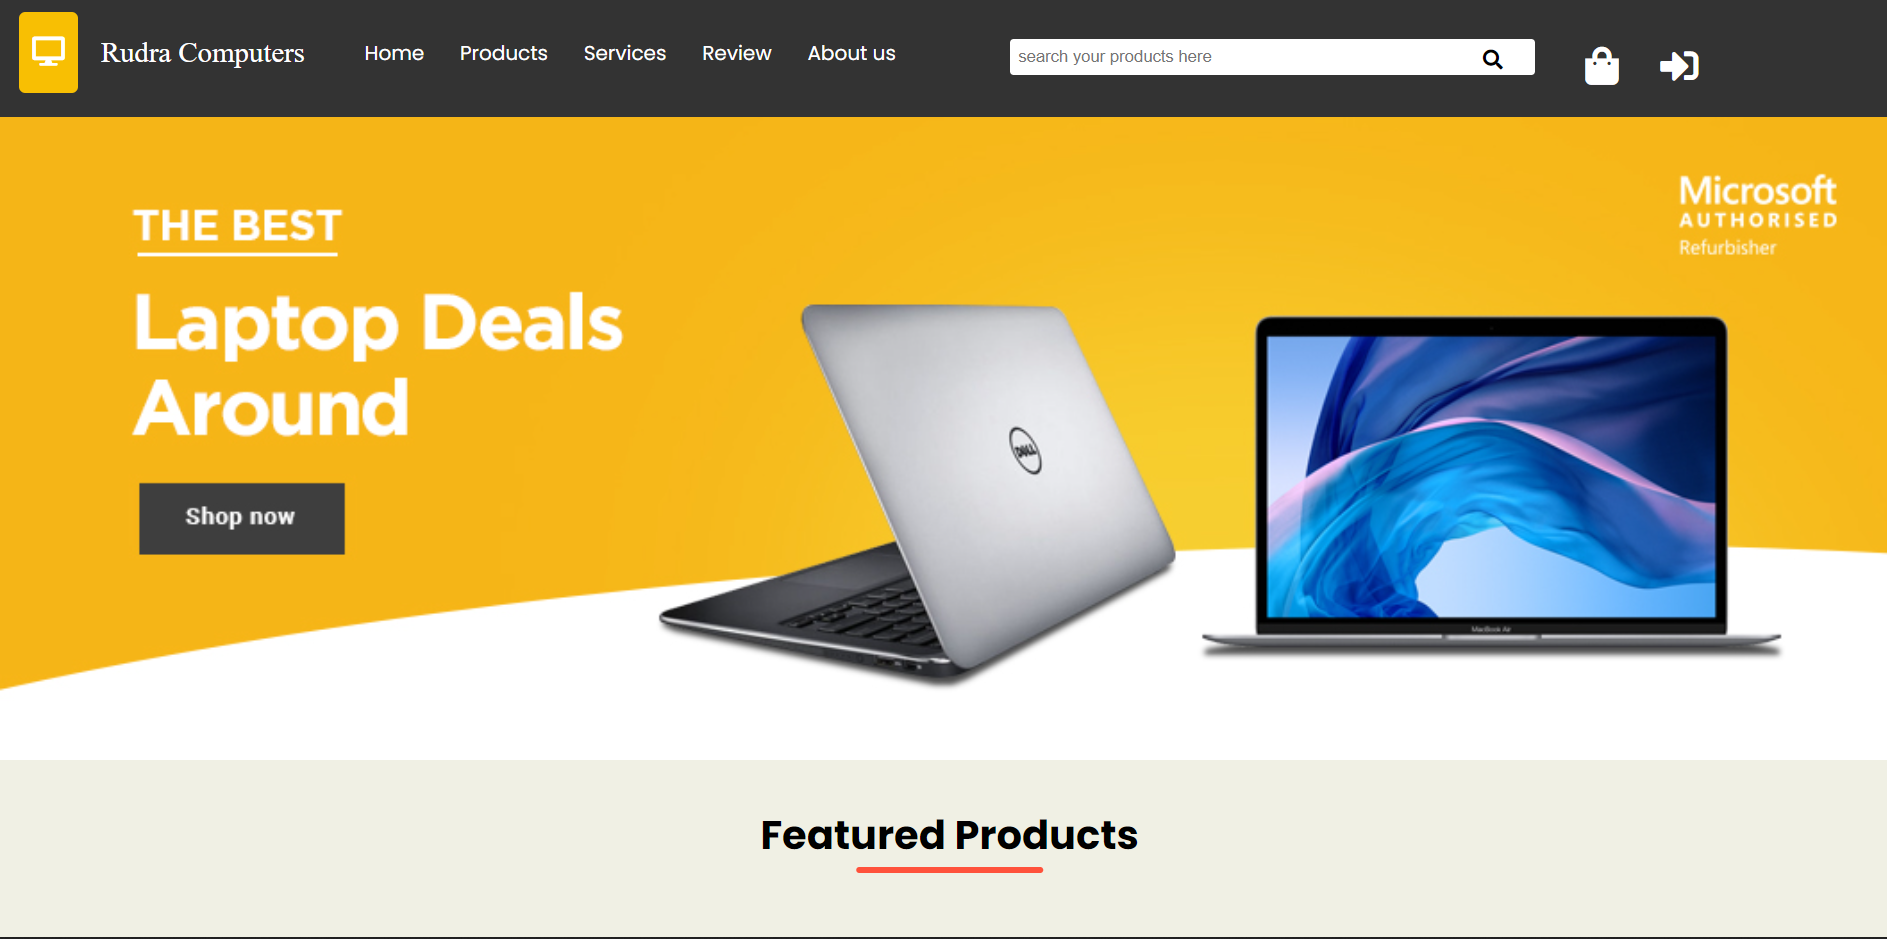 Rudra Computers Home Products Services Review About us search your products here
Microsoft
AUTHORISED
Refurbisher
THE BEST
Laptop Deals
Around
Shop now
DELL
MacBook Air
Featured Products